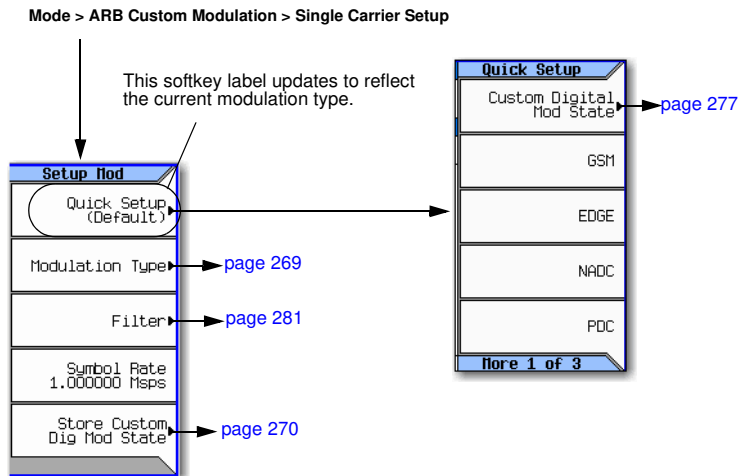 Mode > ARB Custom Modulation > Single Carrier Setup
This softkey label updates to reflect
the current modulation type.
Setup Mod
Quick Setup
(Default)
Modulation Type
page 269
Filter
page 281
Symbol Rate
1.000000 Msps
Store Custom
Dig Mod State
page 270
Quick Setup
Custom Digital
Mod State
page 277
GSM
EDGE
NADC
PDC
More 1 of 3